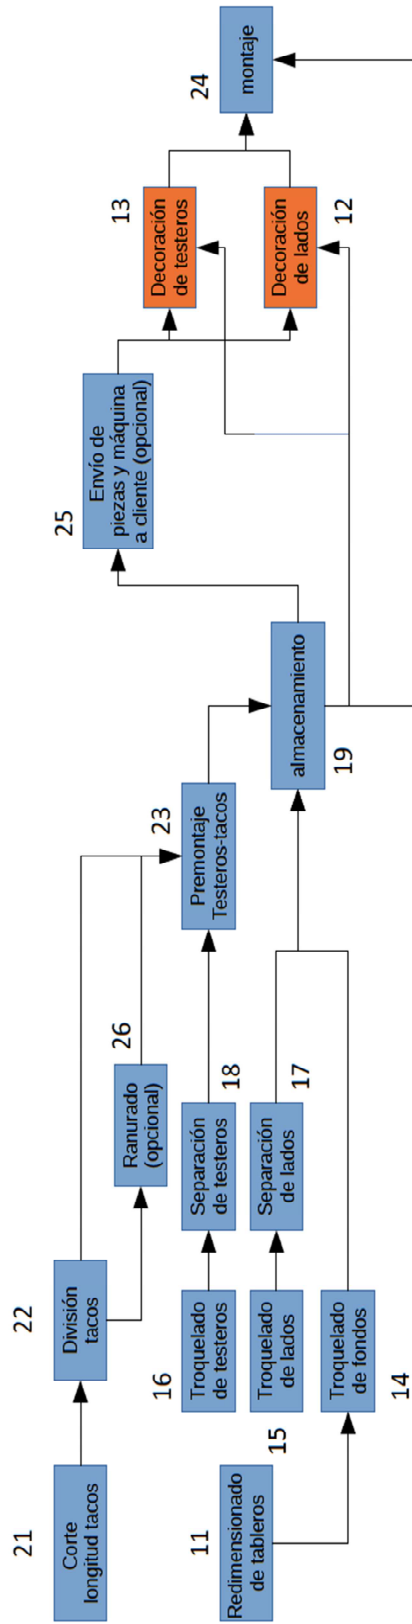 21
Corte
longitud tacos
22
División
tacos
26
Ranurado
(opcional)
11
Redimensionado
de tableros
16
Troquelado
de testeros
18
Separación
de testeros
15
Troquelado
de lados
17
Separación
de lados
14
Troquelado
de fondos
23
Premontaje
Testeros-tacos
19
almacenamiento
25
Envío de
piezas y máquina
a cliente (opcional)
13
Decoración
de testeros
12
Decoración
de lados
24
montaje